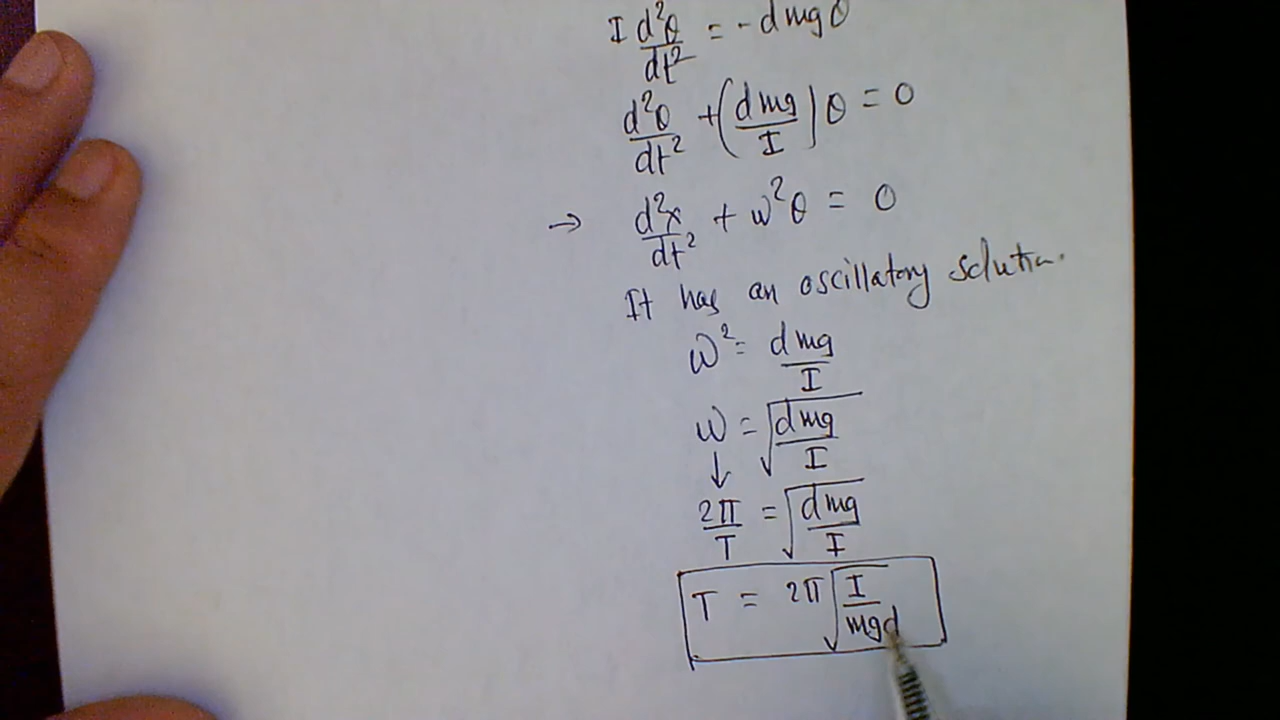 I d²θ/dt² = -dmgθ
d²θ/dt² + (dmg/I) θ = 0
→ d²x/dt² + ω²θ = 0
It has an oscillatory solution.
ω² = dmg/I
ω = √(dmg/I)
↓
2π/T = √(dmg/I)
T = 2π √(I/mgd)